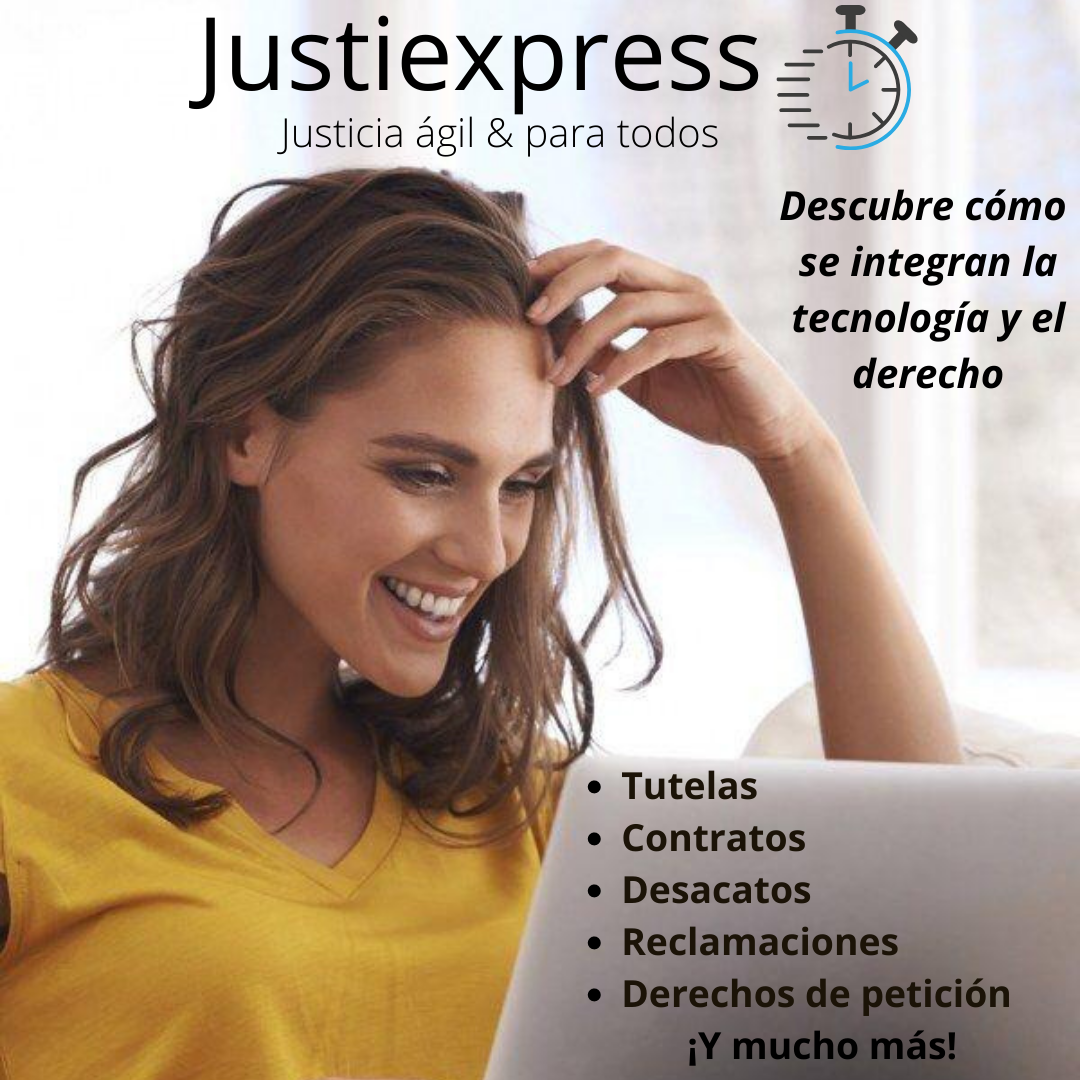 Justiexpress
Justicia ágil & para todos
Descubre cómo
se integran la
tecnología y el
derecho
• Tutelas
• Contratos
• Desacatos
• Reclamaciones
• Derechos de petición
¡Y mucho más!